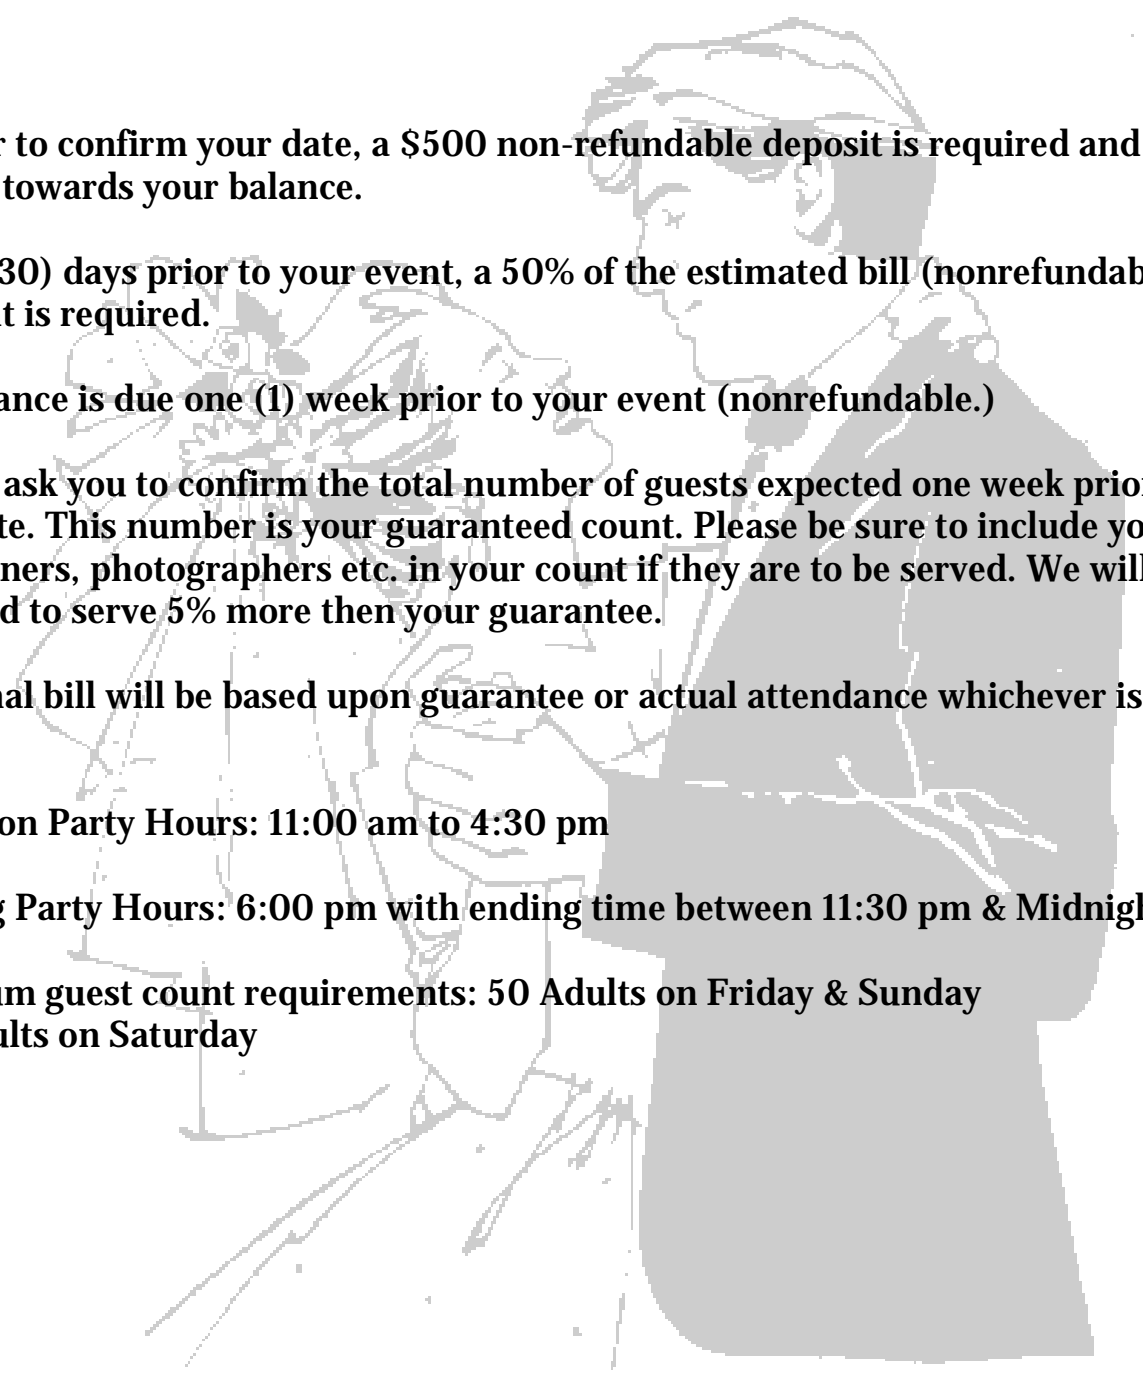 r to confirm your date, a $500 non-refundable deposit is required and
towards your balance.
30) days prior to your event, a 50% of the estimated bill (nonrefundab
t is required.
ance is due one (1) week prior to your event (nonrefundable.)
ask you to confirm the total number of guests expected one week prior
te. This number is your guaranteed count. Please be sure to include yo
ners, photographers etc. in your count if they are to be served. We will
d to serve 5% more then your guarantee.
nal bill will be based upon guarantee or actual attendance whichever is
on Party Hours: 11:00 am to 4:30 pm
g Party Hours: 6:00 pm with ending time between 11:30 pm & Midnigh
um guest count requirements: 50 Adults on Friday & Sunday
ults on Saturday